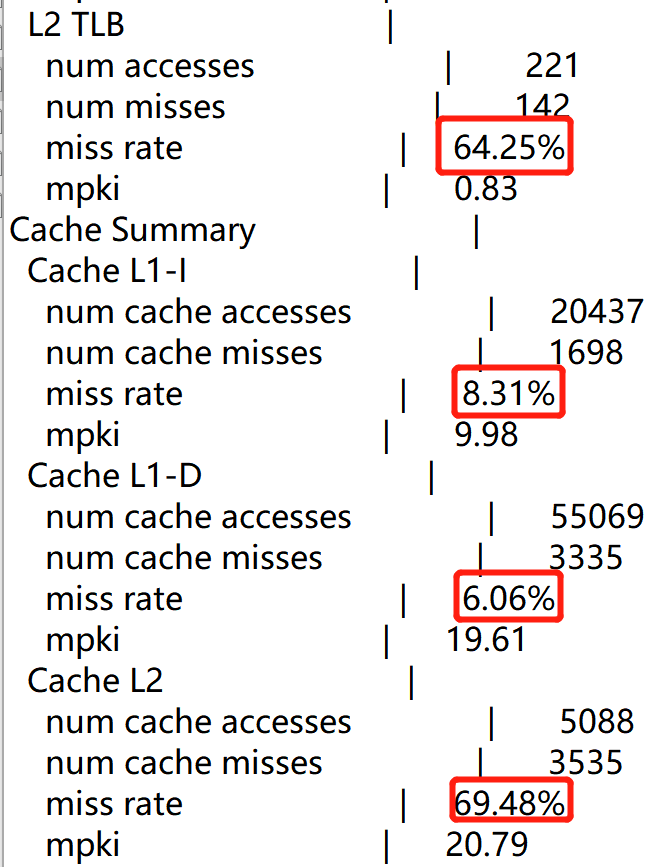 L2 TLB |
num accesses | 221
num misses | 142
miss rate | 64.25%
mpki | 0.83
Cache Summary |
Cache L1-I |
num cache accesses | 20437
num cache misses | 1698
miss rate | 8.31%
mpki | 9.98
Cache L1-D |
num cache accesses | 55069
num cache misses | 3335
miss rate | 6.06%
mpki | 19.61
Cache L2 |
num cache accesses | 5088
num cache misses | 3535
miss rate | 69.48%
mpki | 20.79